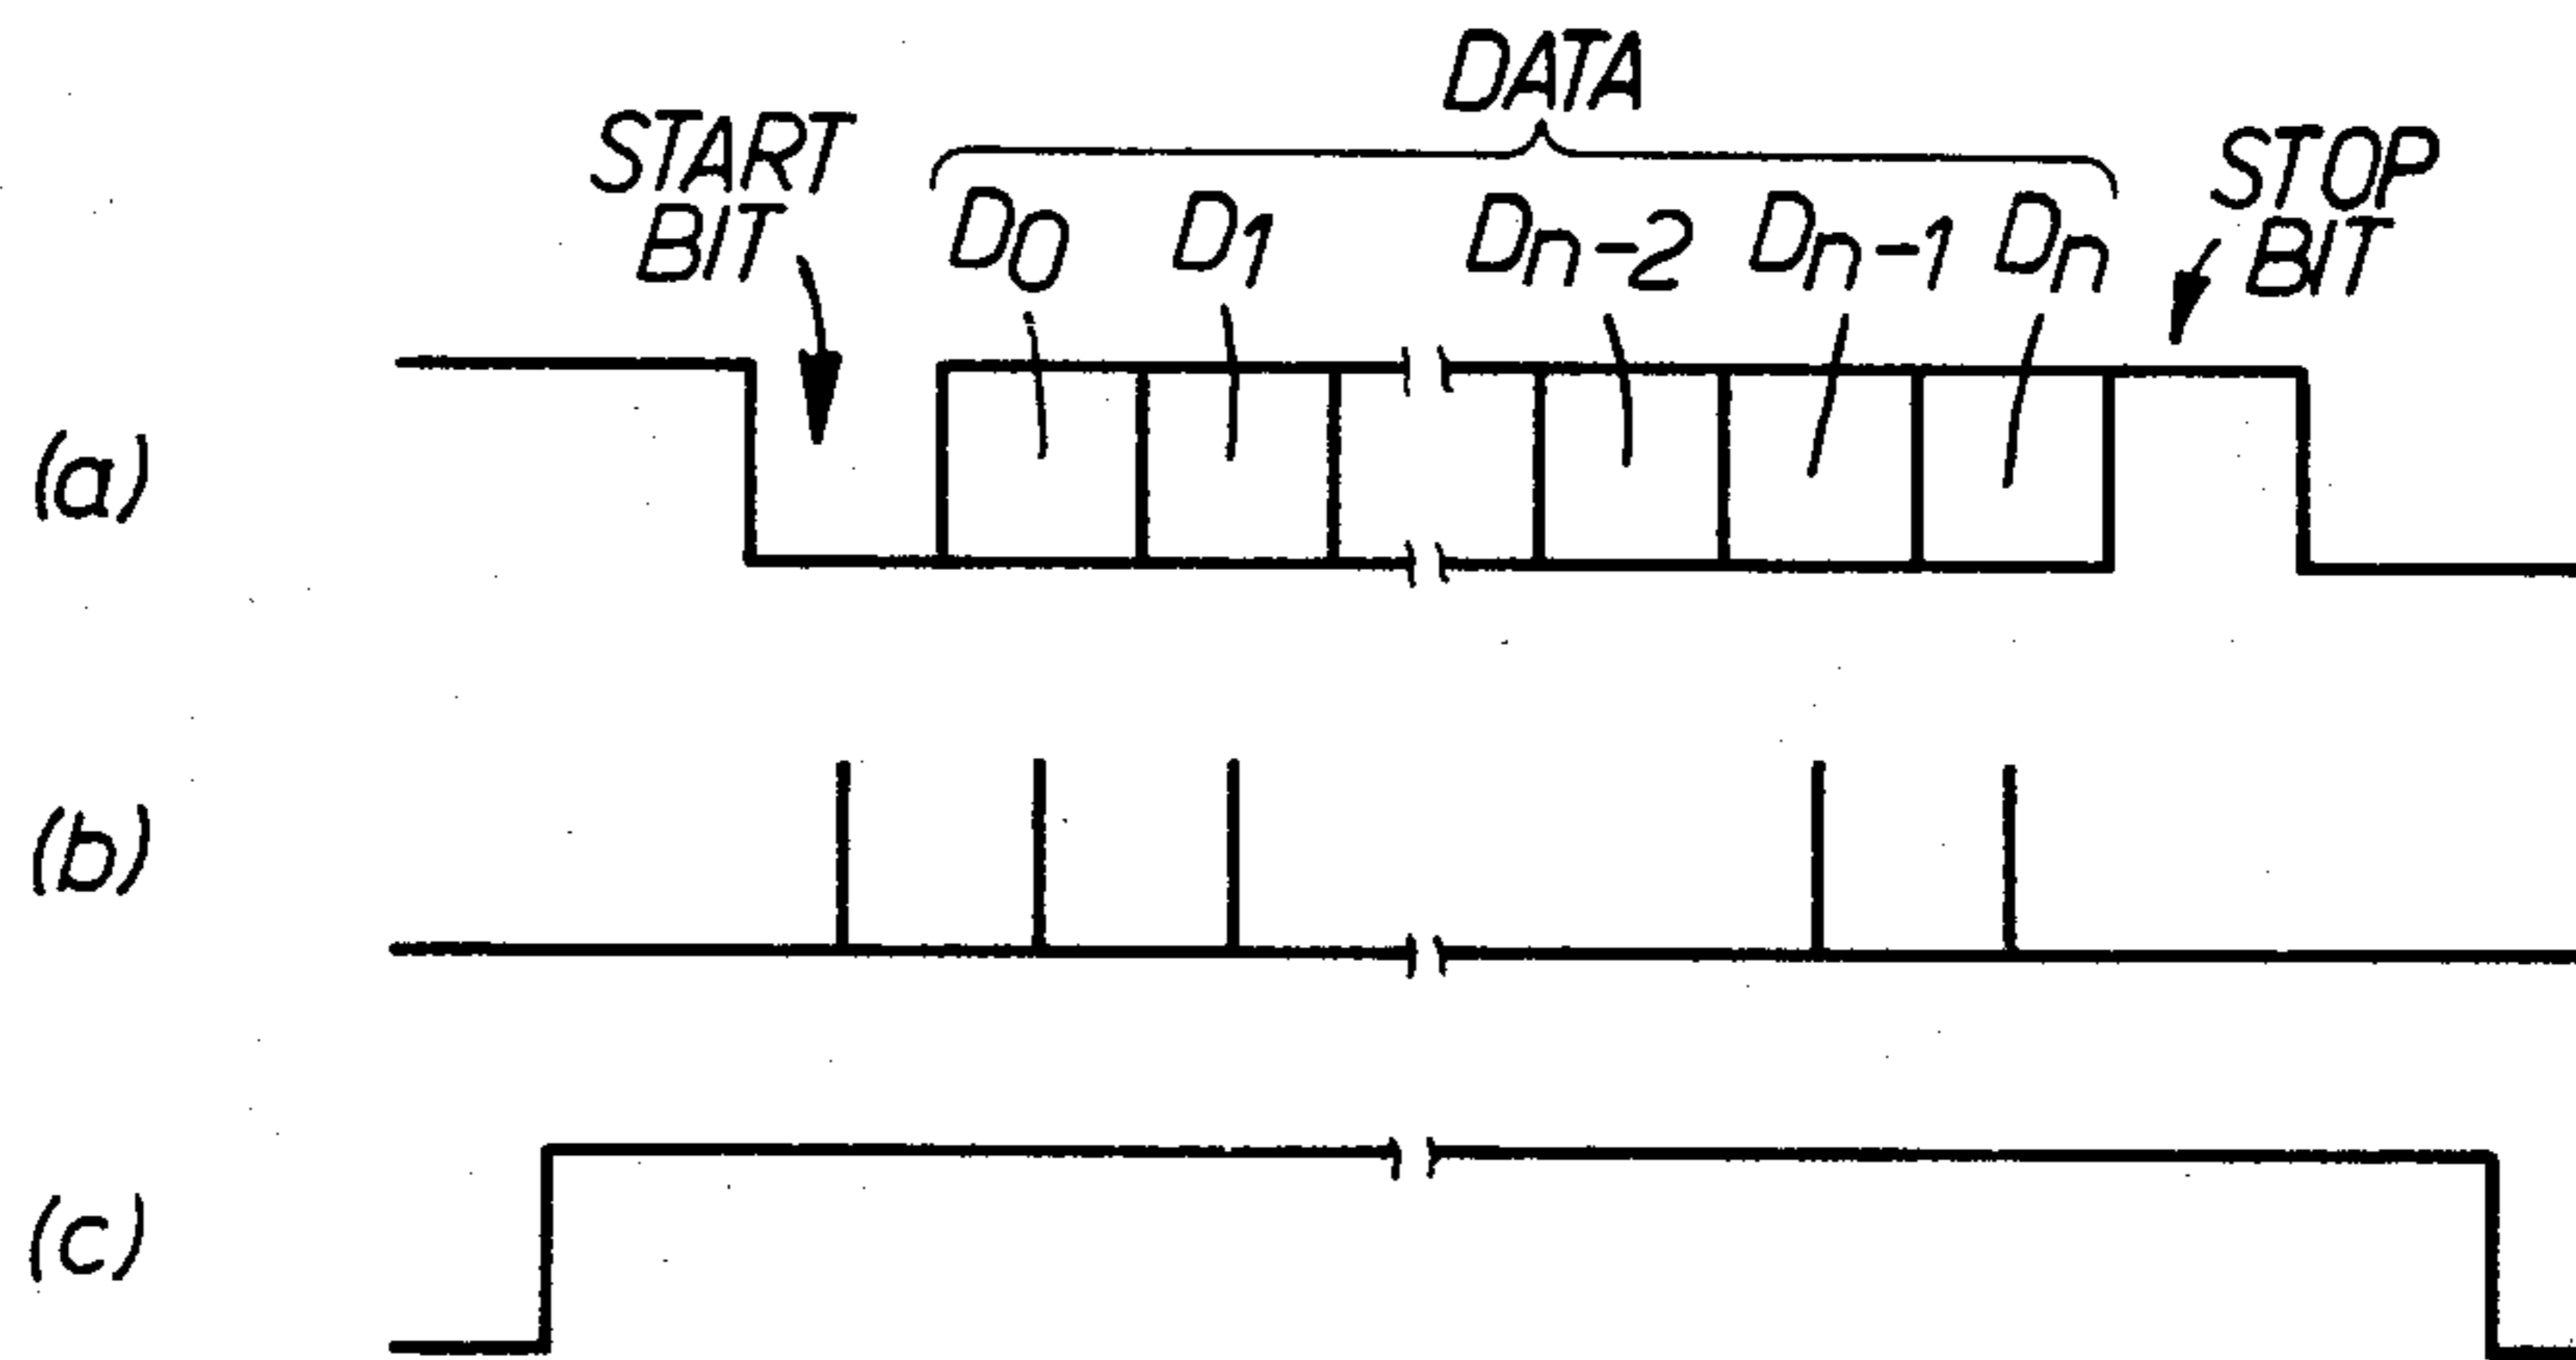 DATA
START
BIT
D0 D1 Dn-2 Dn-1 Dn
STOP
BIT
(a)
(b)
(c)